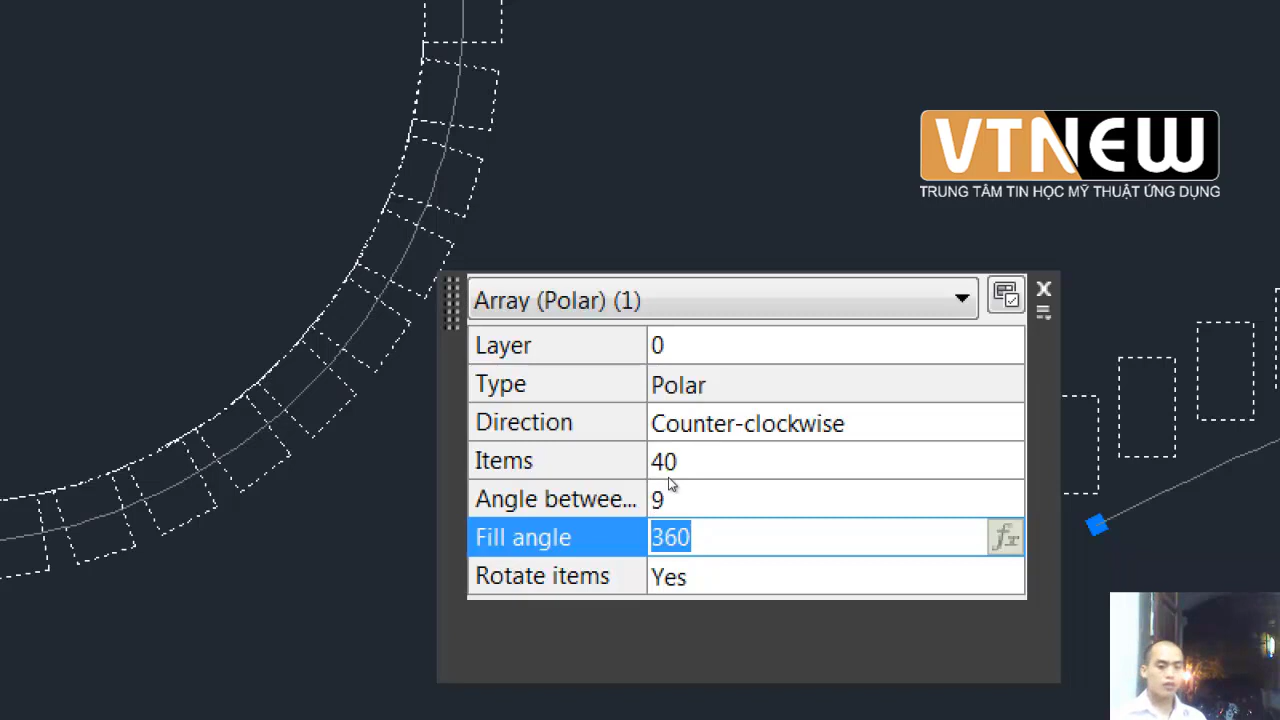 VTNEW
TRUNG TÂM TIN HỌC MỸ THUẬT ỨNG DỤNG
Array (Polar) (1)
Layer 0
Type Polar
Direction Counter-clockwise
Items 40
Angle betwee... 9
Fill angle 360
Rotate items Yes